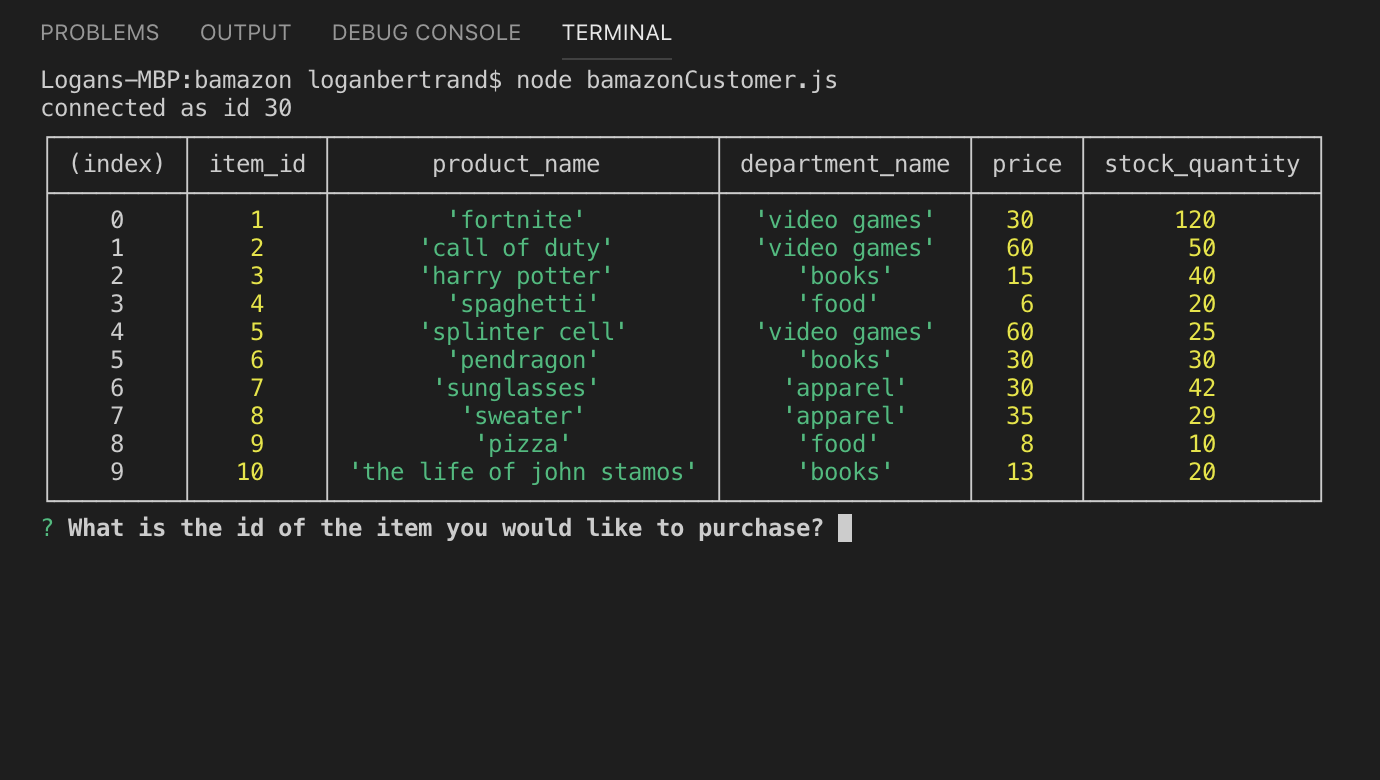 PROBLEMS OUTPUT DEBUG CONSOLE TERMINAL
Logans-MBP:bamazon loganbertrand$ node bamazonCustomer.js
connected as id 30
(index) item_id product_name department_name price stock_quantity
0 1 'fortnite' 'video games' 30 120
1 2 'call of duty' 'video games' 60 50
2 3 'harry potter' 'books' 15 40
3 4 'spaghetti' 'food' 6 20
4 5 'splinter cell' 'video games' 60 25
5 6 'pendragon' 'books' 30 30
6 7 'sunglasses' 'apparel' 30 42
7 8 'sweater' 'apparel' 35 29
8 9 'pizza' 'food' 8 10
9 10 'the life of john stamos' 'books' 13 20
? What is the id of the item you would like to purchase?